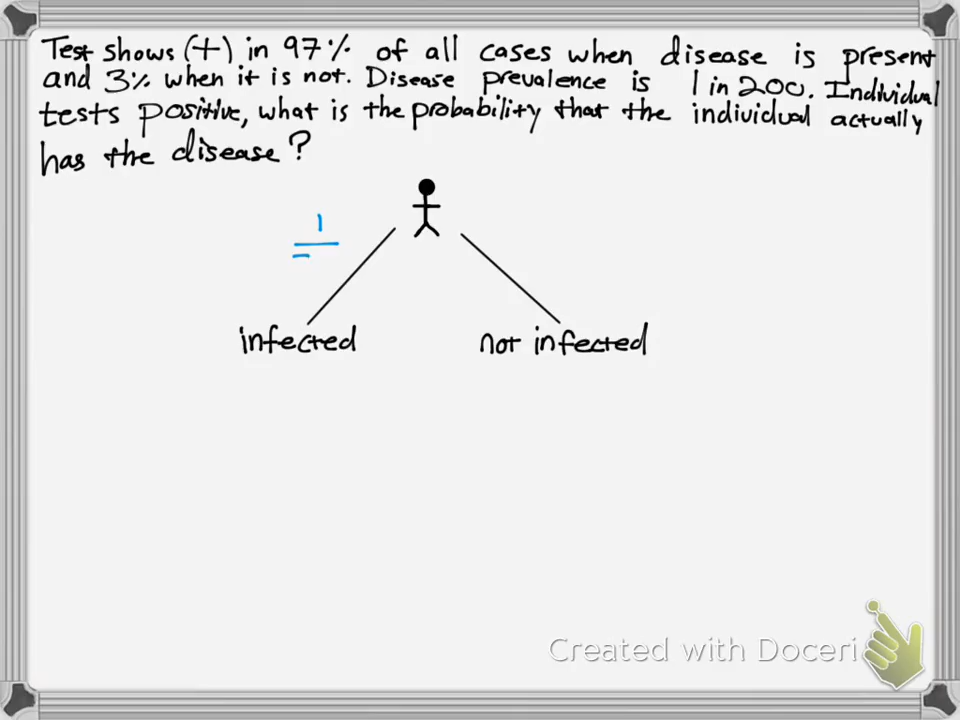 Test shows (+) in 97% of all cases when disease is present
and 3% when it is not. Disease prevalence is 1 in 200. Individual
tests positive, what is the probability that the individual actually
has the disease?
1
infected not infected
Created with Doceri